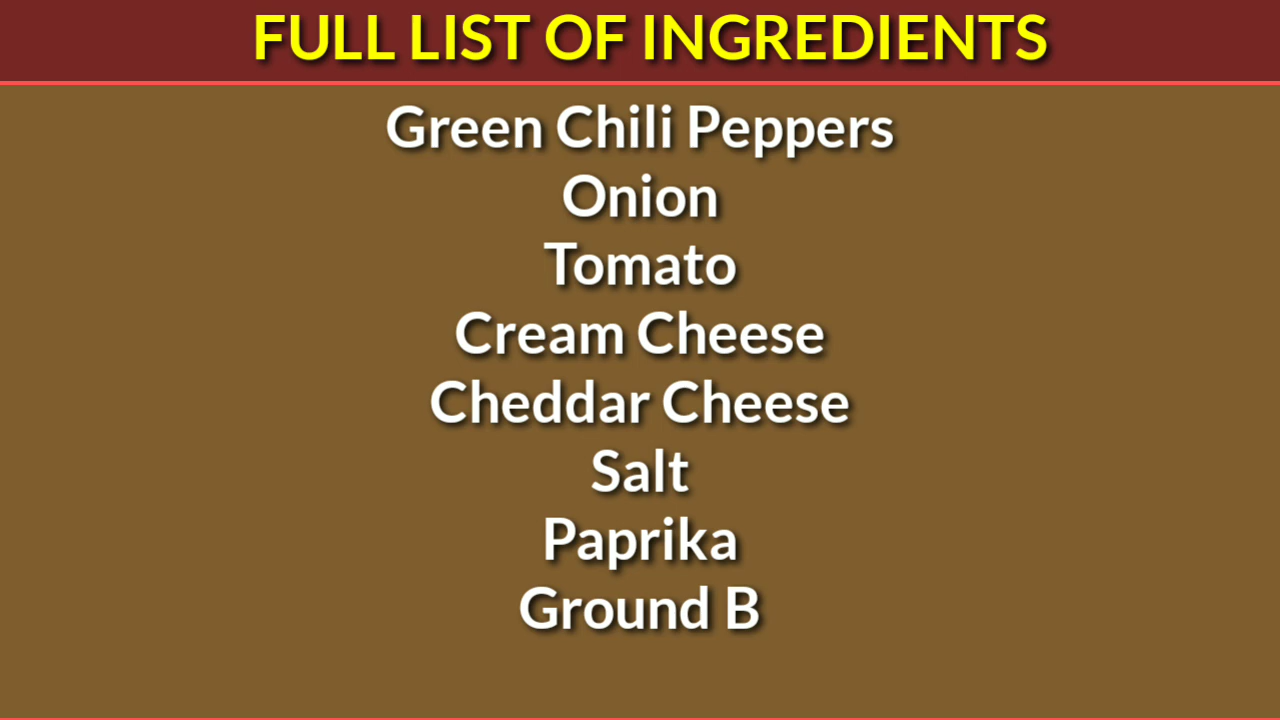 FULL LIST OF INGREDIENTS
Green Chili Peppers
Onion
Tomato
Cream Cheese
Cheddar Cheese
Salt
Paprika
Ground B